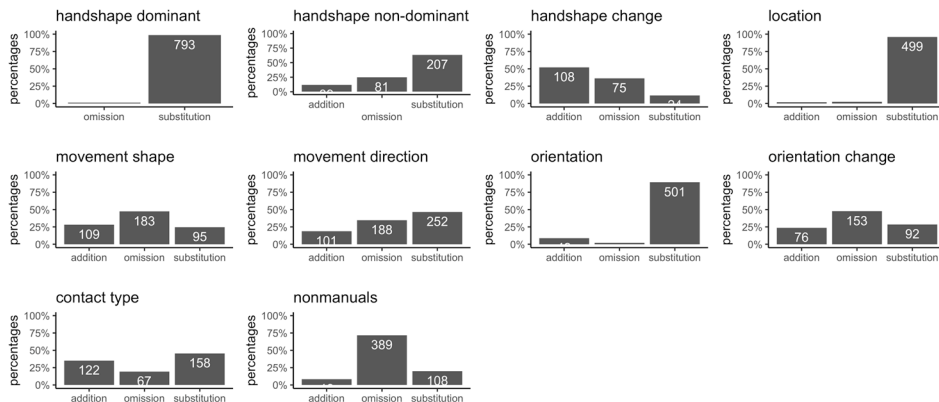 handshape dominant
percentages
100%
75%
50%
25%
0%
793
omission
substitution
handshape non-dominant
percentages
100%
75%
50%
25%
0%
81
207
addition
substitution
omission
handshape change
percentages
100%
75%
50%
25%
0%
108
75
addition
omission
substitution
location
percentages
100%
75%
50%
25%
0%
499
addition
omission
substitution
movement shape
percentages
100%
75%
50%
25%
0%
109
183
95
addition
omission
substitution
movement direction
percentages
100%
75%
50%
25%
0%
101
188
252
addition
omission
substitution
orientation
percentages
100%
75%
50%
25%
0%
501
addition
omission
substitution
orientation change
percentages
100%
75%
50%
25%
0%
76
153
92
addition
omission
substitution
contact type
percentages
100%
75%
50%
25%
0%
122
67
158
addition
omission
substitution
nonmanuals
percentages
100%
75%
50%
25%
0%
389
108
addition
omission
substitution